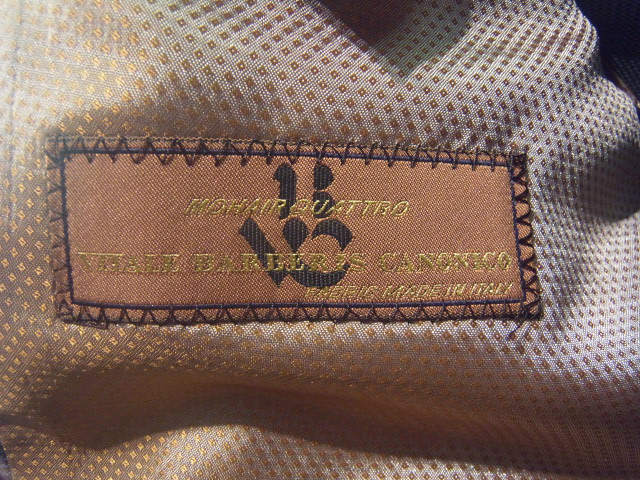 MOHAIR QUATTRO
VITALE BARBERIS CANONICO
FABRIC MADE IN ITALY